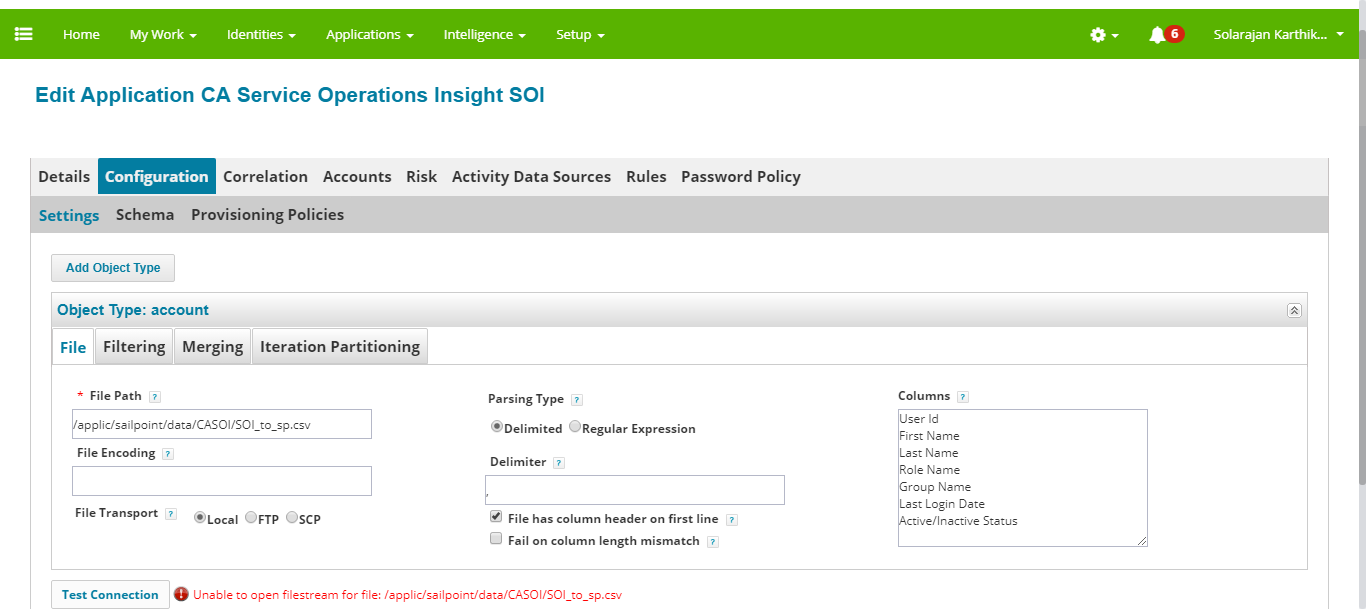 Home My Work Identities Applications Intelligence Setup 6 Solarajan Karthik...
Edit Application CA Service Operations Insight SOI
Details Configuration Correlation Accounts Risk Activity Data Sources Rules Password Policy
Settings Schema Provisioning Policies
Add Object Type
Object Type: account
File Filtering Merging Iteration Partitioning
* File Path ?
/applic/sailpoint/data/CASOI/SOI_to_sp.csv
File Encoding ?
File Transport ? Local FTP SCP
Parsing Type ?
Delimited Regular Expression
Delimiter ?
,
File has column header on first line ?
Fail on column length mismatch ?
Columns ?
User Id
First Name
Last Name
Role Name
Group Name
Last Login Date
Active/Inactive Status
Test Connection ! Unable to open filestream for file: /applic/sailpoint/data/CASOI/SOI_to_sp.csv